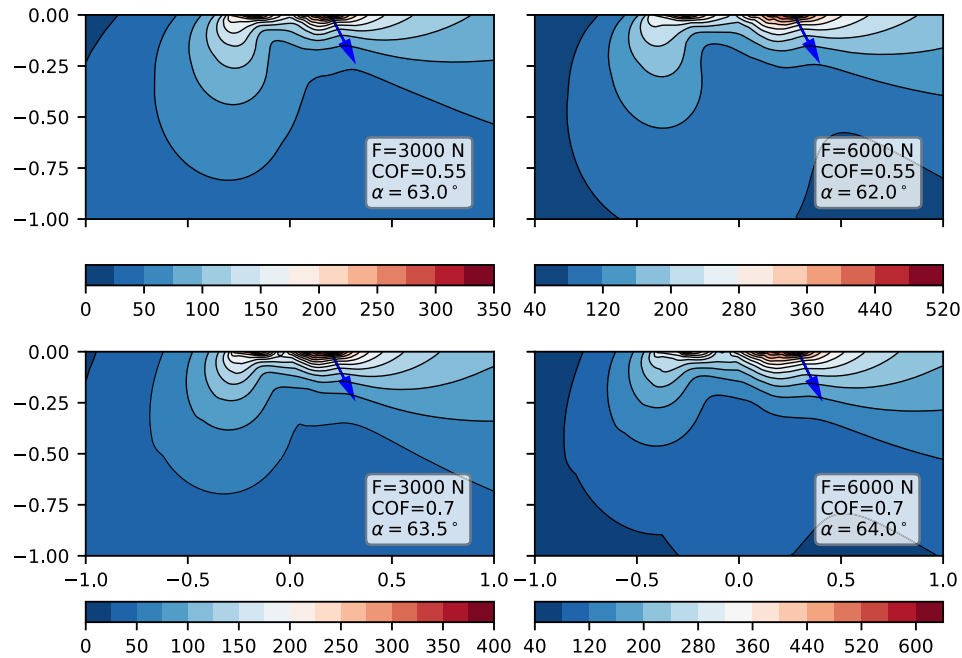 0.00
−0.25
−0.50
−0.75
−1.00
F=3000 N
COF=0.55
α = 63.0°
F=6000 N
COF=0.55
α = 62.0°
0 50 100 150 200 250 300 350
40 120 200 280 360 440 520
0.00
−0.25
−0.50
−0.75
−1.00
F=3000 N
COF=0.7
α = 63.5°
F=6000 N
COF=0.7
α = 64.0°
−1.0 −0.5 0.0 0.5 1.0
−1.0 −0.5 0.0 0.5 1.0
0 50 100 150 200 250 300 350 400
40 120 200 280 360 440 520 600